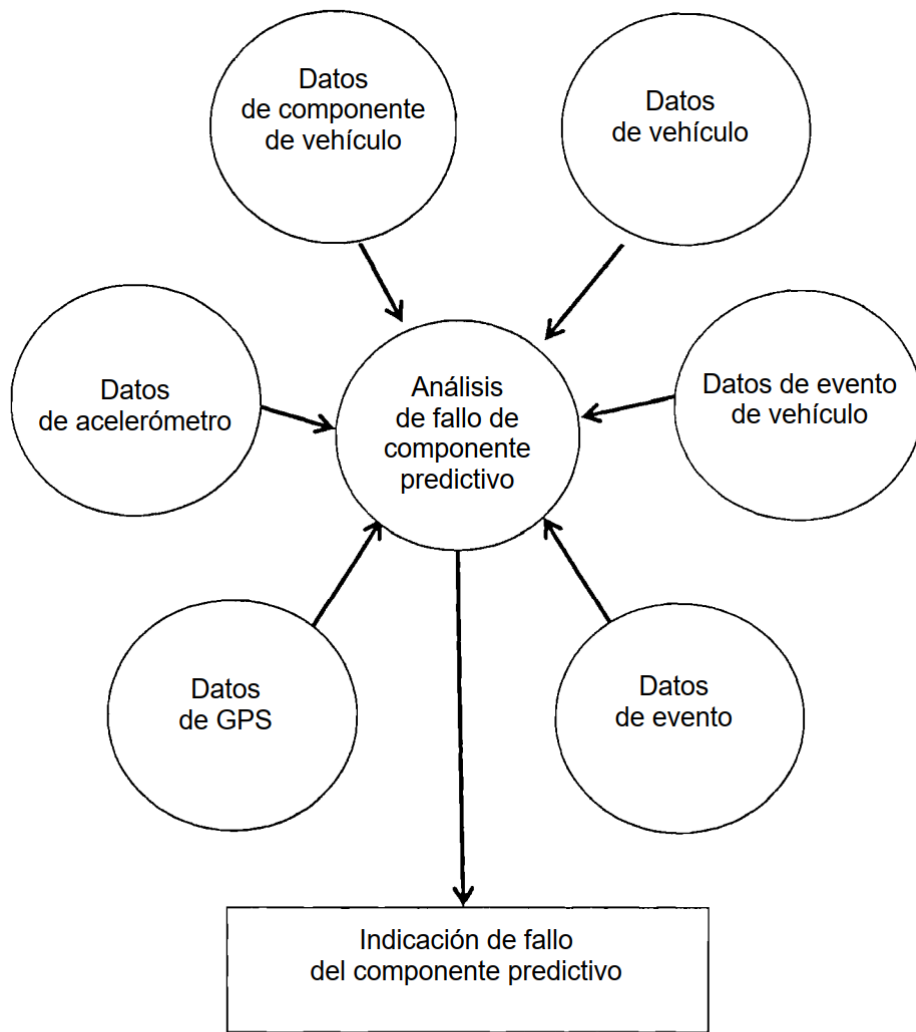 Datos
de componente
de vehículo
Datos
de vehículo
Datos
de acelerómetro
Análisis
de fallo de
componente
predictivo
Datos de evento
de vehículo
Datos
de GPS
Datos
de evento
Indicación de fallo
del componente predictivo